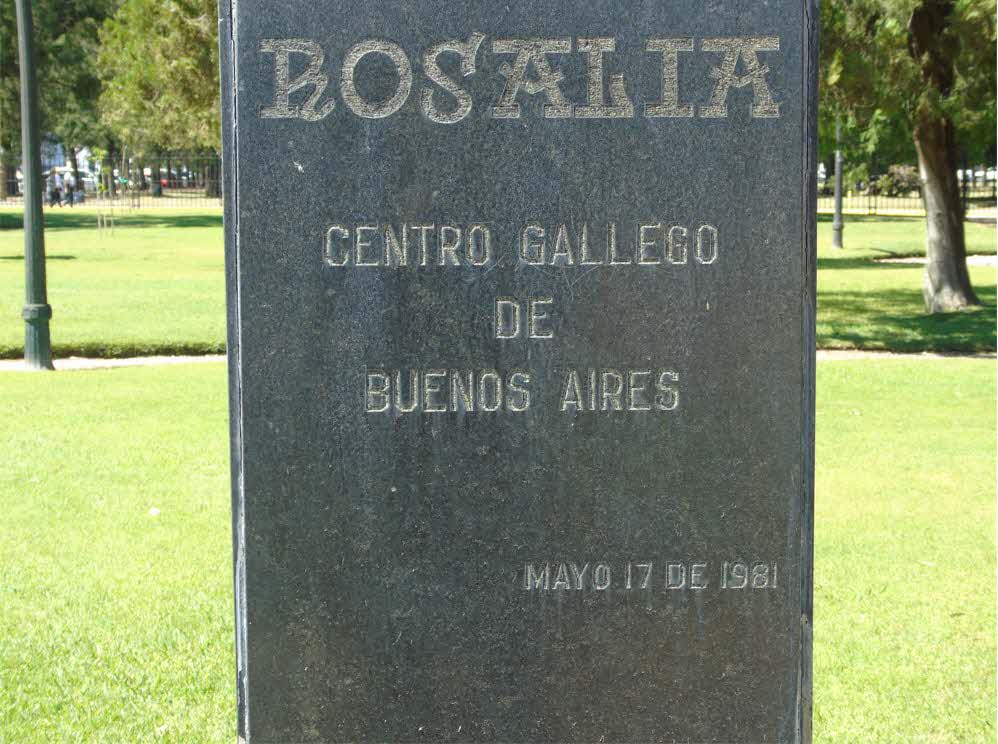 ROSALIA
CENTRO GALLEGO
DE
BUENOS AIRES
MAYO 17 DE 1981